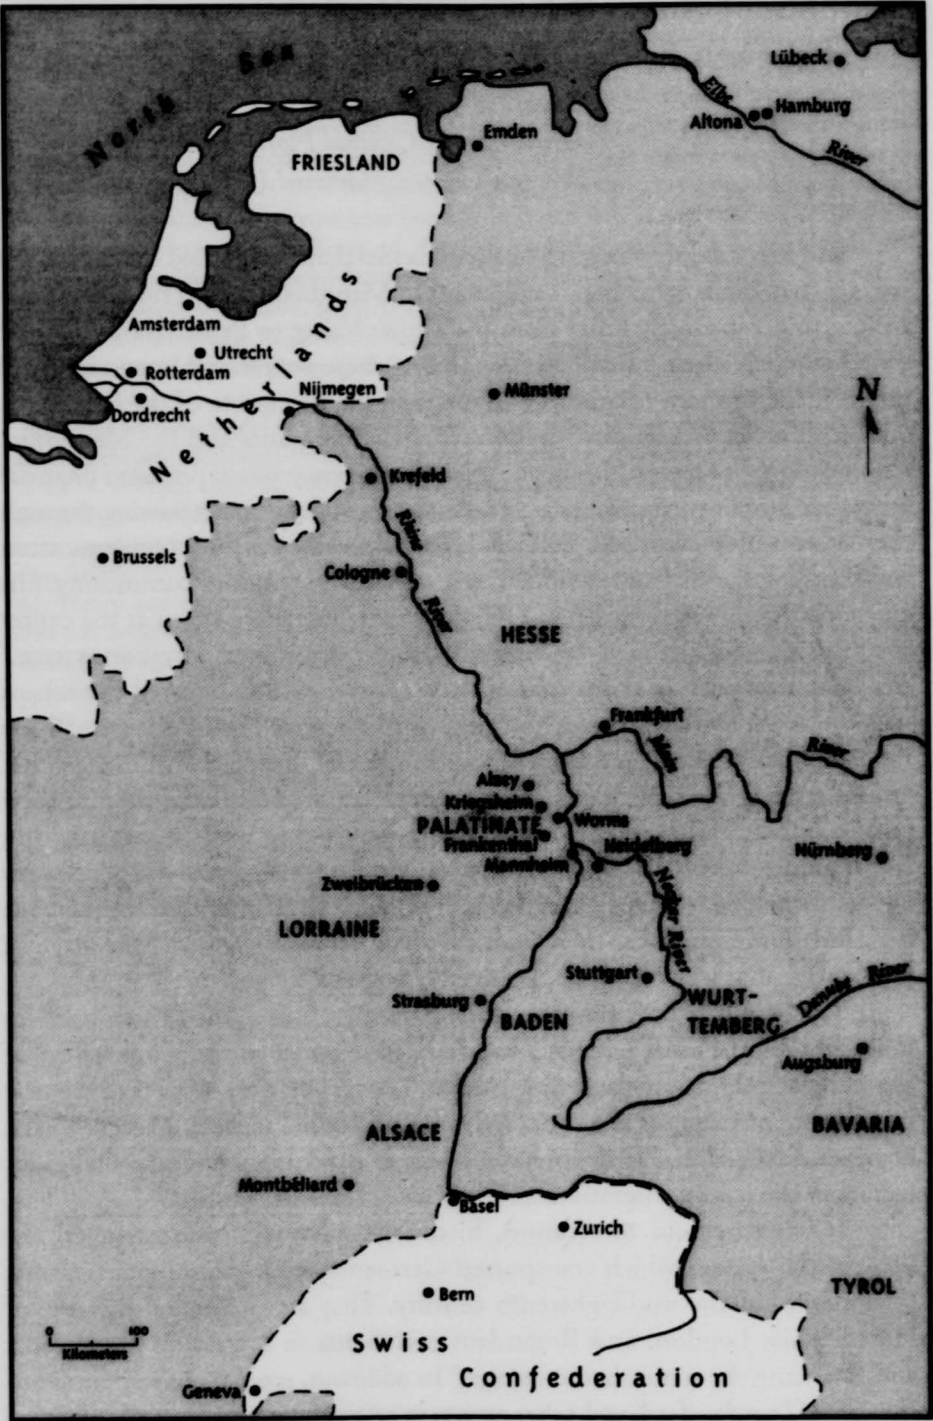 North Sea
Lübeck
Elbe
River
Hamburg
Altona
Emden
FRIESLAND
Amsterdam
Utrecht
Rotterdam
Dordrecht
Nijmegen
Netherlands
Münster
N
Krefeld
Rhine
River
Brussels
Cologne
HESSE
Frankfurt
Main
River
Alzey
Kriegsheim
PALATINATE
Worms
Frankenthal
Heidelberg
Mannheim
Nürnberg
Zweibrücken
Neckar River
LORRAINE
Stuttgart
Danube River
Strasburg
WURT-
TEMBERG
BADEN
Augsburg
ALSACE
BAVARIA
Montbéliard
Basel
Zurich
Bern
TYROL
0 100
Kilometers
Swiss
Confederation
Geneva